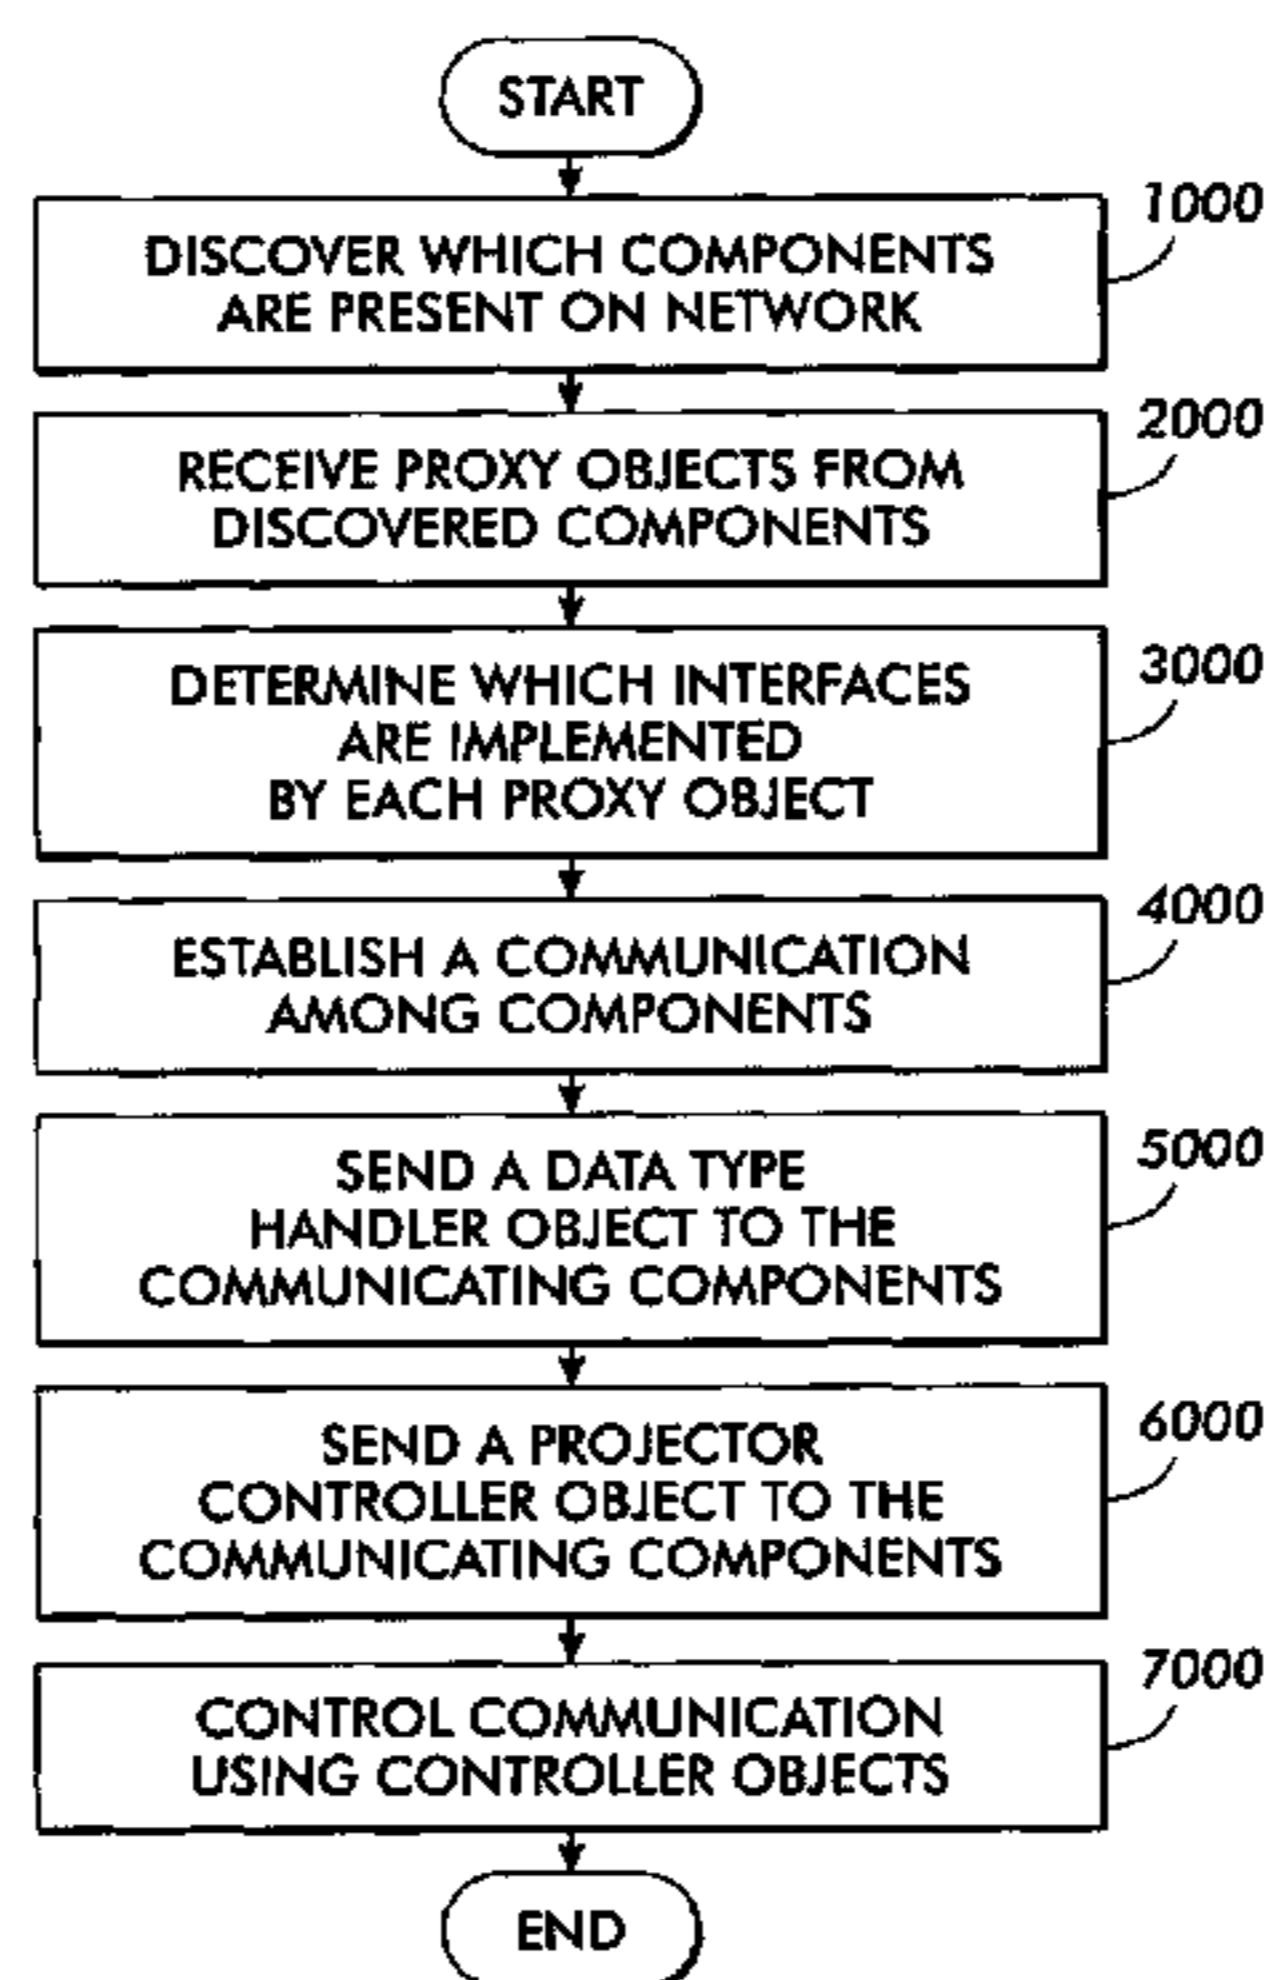 START
1000
DISCOVER WHICH COMPONENTS
ARE PRESENT ON NETWORK
2000
RECEIVE PROXY OBJECTS FROM
DISCOVERED COMPONENTS
3000
DETERMINE WHICH INTERFACES
ARE IMPLEMENTED
BY EACH PROXY OBJECT
4000
ESTABLISH A COMMUNICATION
AMONG COMPONENTS
5000
SEND A DATA TYPE
HANDLER OBJECT TO THE
COMMUNICATING COMPONENTS
6000
SEND A PROJECTOR
CONTROLLER OBJECT TO THE
COMMUNICATING COMPONENTS
7000
CONTROL COMMUNICATION
USING CONTROLLER OBJECTS
END